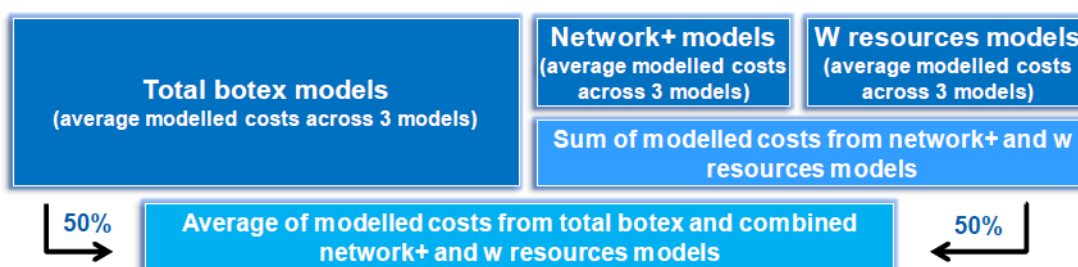 Total botex models
(average modelled costs across 3 models)
Network+ models
(average modelled costs
across 3 models)
W resources models
(average modelled costs
across 3 models)
Sum of modelled costs from network+ and w
resources models
50%
Average of modelled costs from total botex and combined
network+ and w resources models
50%